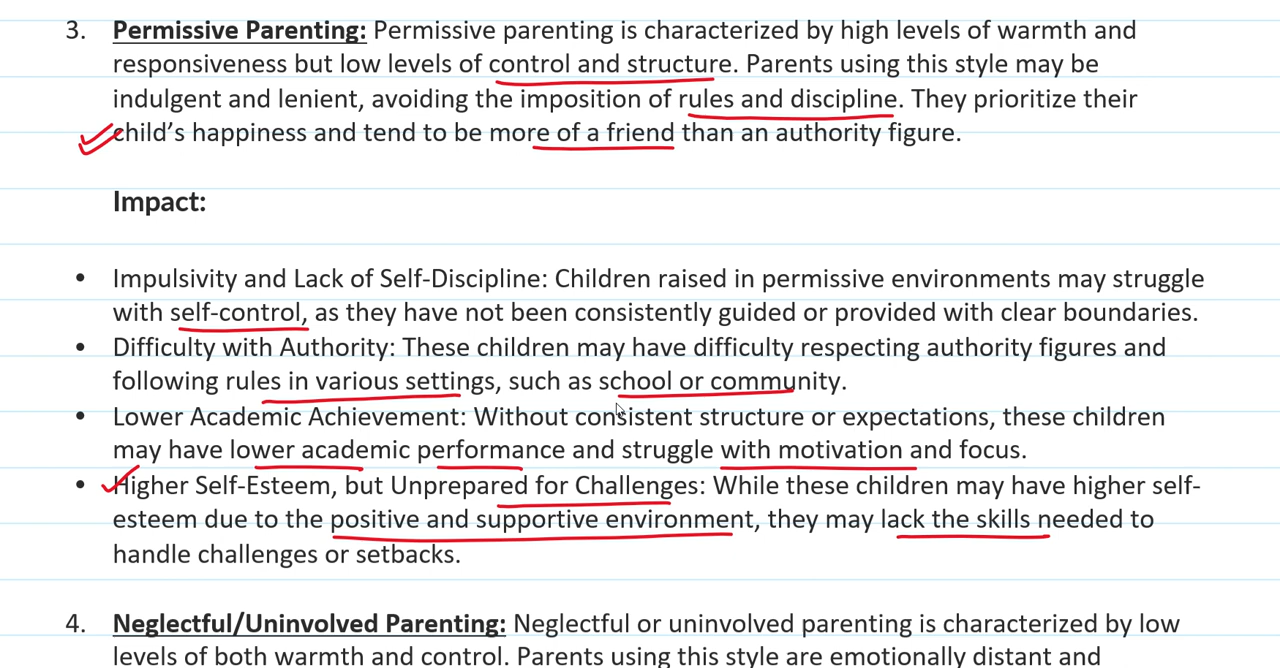 3. Permissive Parenting: Permissive parenting is characterized by high levels of warmth and
responsiveness but low levels of control and structure. Parents using this style may be
indulgent and lenient, avoiding the imposition of rules and discipline. They prioritize their
child’s happiness and tend to be more of a friend than an authority figure.
Impact:
• Impulsivity and Lack of Self-Discipline: Children raised in permissive environments may struggle
with self-control, as they have not been consistently guided or provided with clear boundaries.
• Difficulty with Authority: These children may have difficulty respecting authority figures and
following rules in various settings, such as school or community.
• Lower Academic Achievement: Without consistent structure or expectations, these children
may have lower academic performance and struggle with motivation and focus.
• Higher Self-Esteem, but Unprepared for Challenges: While these children may have higher self-
esteem due to the positive and supportive environment, they may lack the skills needed to
handle challenges or setbacks.
4. Neglectful/Uninvolved Parenting: Neglectful or uninvolved parenting is characterized by low
levels of both warmth and control. Parents using this style are emotionally distant and